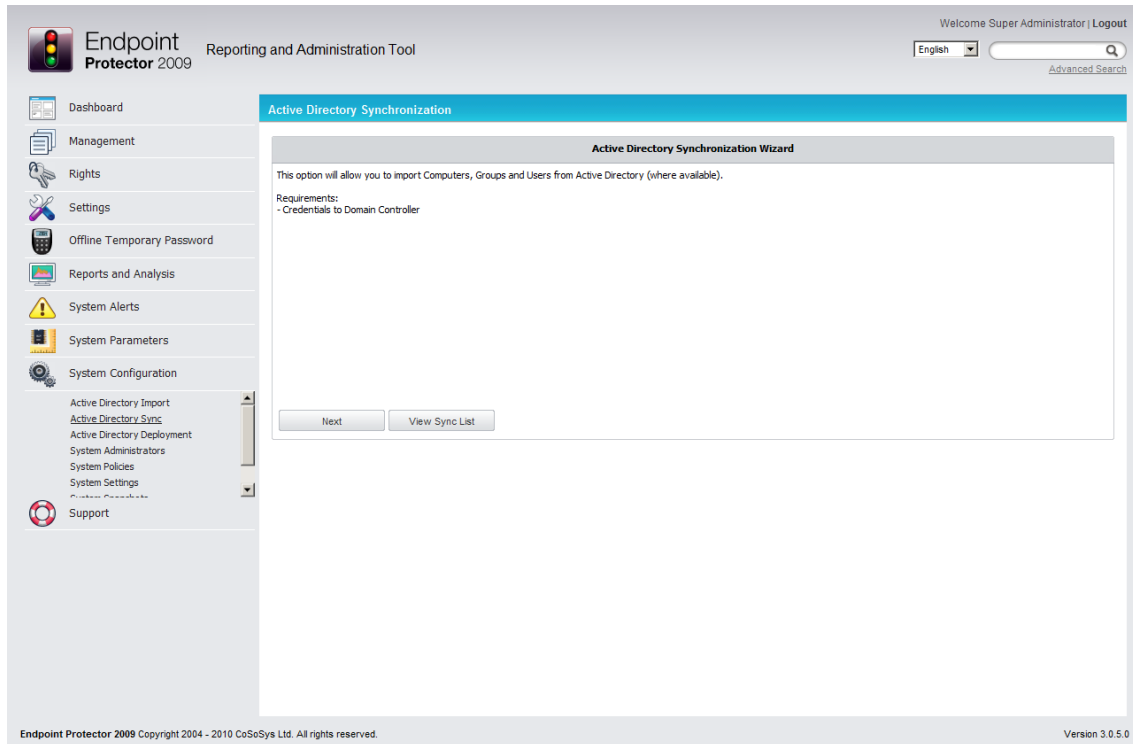 Welcome Super Administrator | Logout
Endpoint
Protector 2009
Reporting and Administration Tool
English
Advanced Search
Dashboard
Management
Rights
Settings
Offline Temporary Password
Reports and Analysis
System Alerts
System Parameters
System Configuration
Active Directory Import
Active Directory Sync
Active Directory Deployment
System Administrators
System Policies
System Settings
System Snapshots
Support
Active Directory Synchronization
Active Directory Synchronization Wizard
This option will allow you to import Computers, Groups and Users from Active Directory (where available).
Requirements:
- Credentials to Domain Controller
Next
View Sync List
Endpoint Protector 2009 Copyright 2004 - 2010 CoSoSys Ltd. All rights reserved.
Version 3.0.5.0